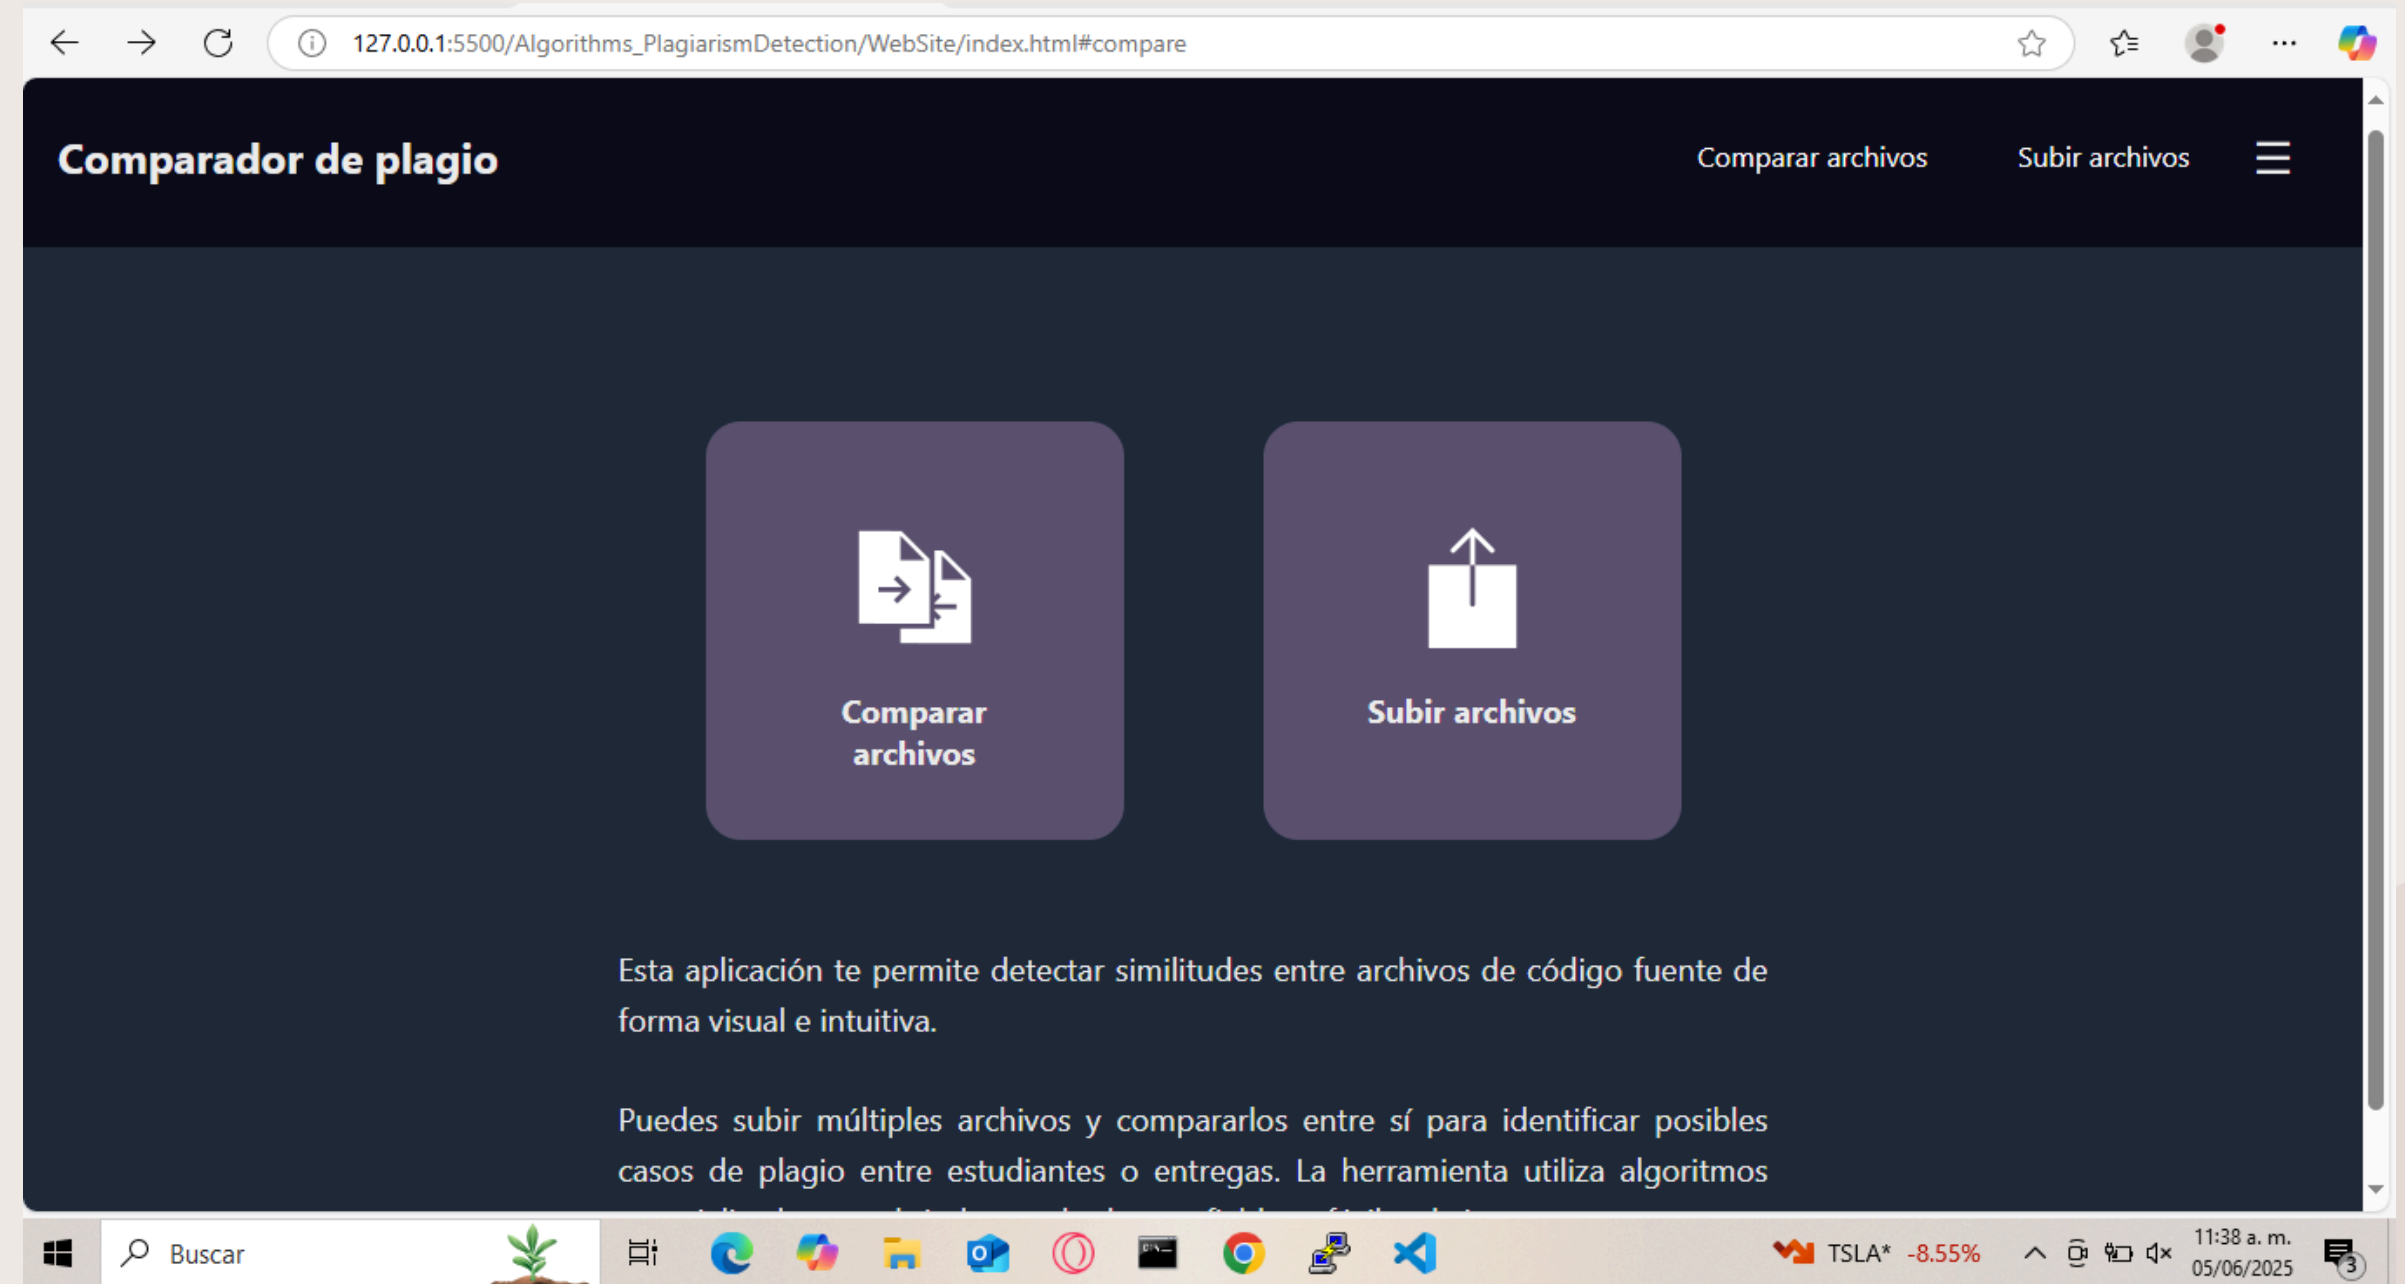 127.0.0.1:5500/Algorithms_PlagiarismDetection/WebSite/index.html#compare
Comparador de plagio
Comparar archivos
Subir archivos
Comparar
archivos
Subir archivos
Esta aplicación te permite detectar similitudes entre archivos de código fuente de
forma visual e intuitiva.
Puedes subir múltiples archivos y compararlos entre sí para identificar posibles
casos de plagio entre estudiantes o entregas. La herramienta utiliza algoritmos
Buscar
TSLA* -8.55%
11:38 a. m.
05/06/2025
3